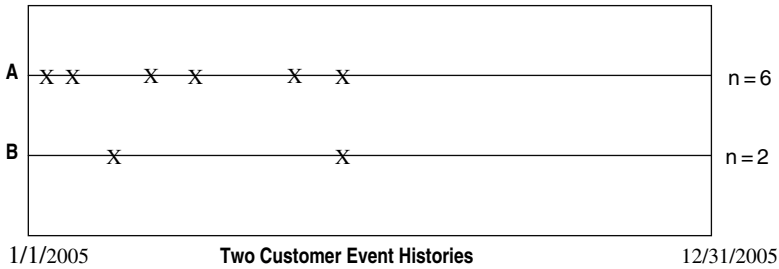 A X X X X X X n = 6
B X X n = 2
1/1/2005 Two Customer Event Histories 12/31/2005